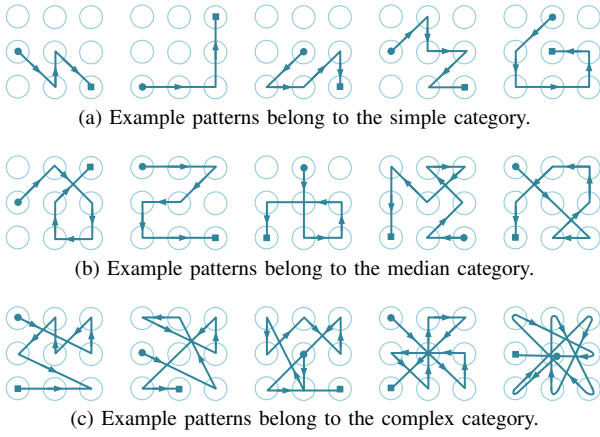 (a) Example patterns belong to the simple category.
(b) Example patterns belong to the median category.
(c) Example patterns belong to the complex category.